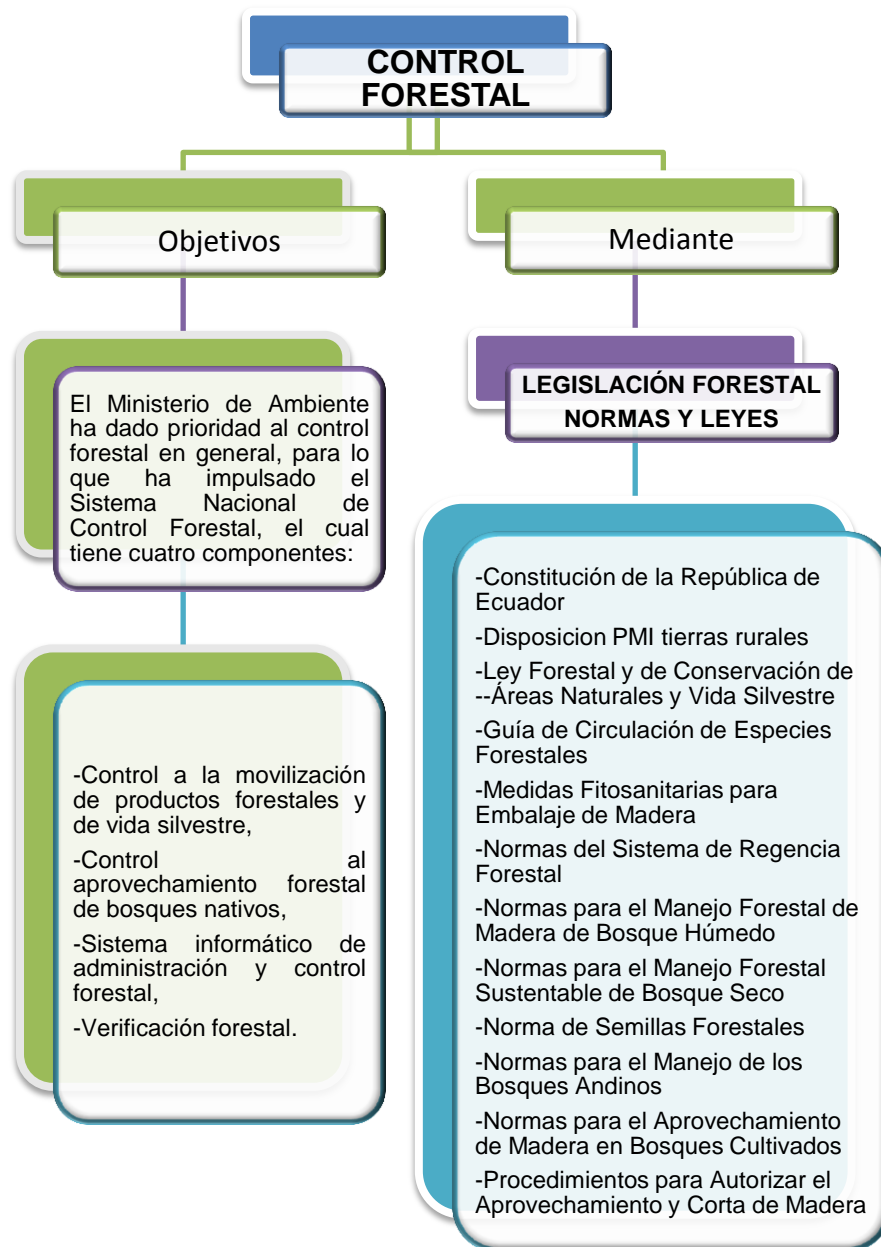 CONTROL
FORESTAL
Objetivos
El Ministerio de Ambiente
ha dado prioridad al control
forestal en general, para lo
que ha impulsado el
Sistema Nacional de
Control Forestal, el cual
tiene cuatro componentes:
-Control a la movilización
de productos forestales y
de vida silvestre,
-Control al
aprovechamiento forestal
de bosques nativos,
-Sistema informático de
administración y control
forestal,
-Verificación forestal.
Mediante
LEGISLACIÓN FORESTAL
NORMAS Y LEYES
-Constitución de la República de
Ecuador
-Disposicion PMI tierras rurales
-Ley Forestal y de Conservación de
--Áreas Naturales y Vida Silvestre
-Guía de Circulación de Especies
Forestales
-Medidas Fitosanitarias para
Embalaje de Madera
-Normas del Sistema de Regencia
Forestal
-Normas para el Manejo Forestal de
Madera de Bosque Húmedo
-Normas para el Manejo Forestal
Sustentable de Bosque Seco
-Norma de Semillas Forestales
-Normas para el Manejo de los
Bosques Andinos
-Normas para el Aprovechamiento
de Madera en Bosques Cultivados
-Procedimientos para Autorizar el
Aprovechamiento y Corta de Madera